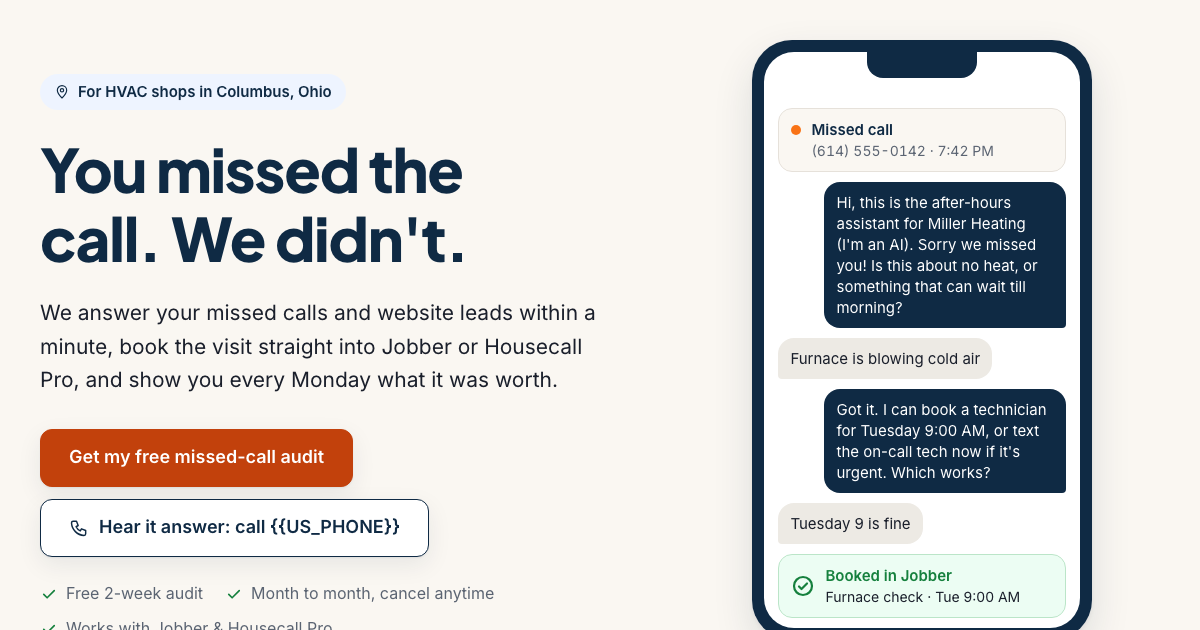 For HVAC shops in Columbus, Ohio
You missed the
call. We didn't.
We answer your missed calls and website leads within a
minute, book the visit straight into Jobber or Housecall
Pro, and show you every Monday what it was worth.
Get my free missed-call audit
Hear it answer: call {{US_PHONE}}
Free 2-week audit
Month to month, cancel anytime
Works with Jobber & Housecall Pro
Missed call
(614) 555-0142 · 7:42 PM
Hi, this is the after-hours
assistant for Miller Heating
(I'm an AI). Sorry we missed
you! Is this about no heat, or
something that can wait till
morning?
Furnace is blowing cold air
Got it. I can book a technician
for Tuesday 9:00 AM, or text
the on-call tech now if it's
urgent. Which works?
Tuesday 9 is fine
Booked in Jobber
Furnace check · Tue 9:00 AM